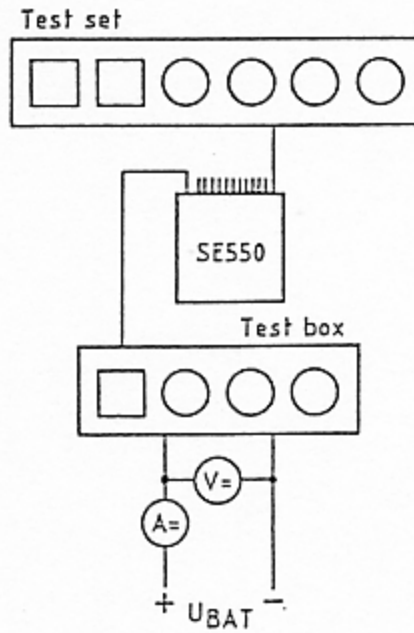 Test set
SE550
Test box
V=
A=
+ UBAT -